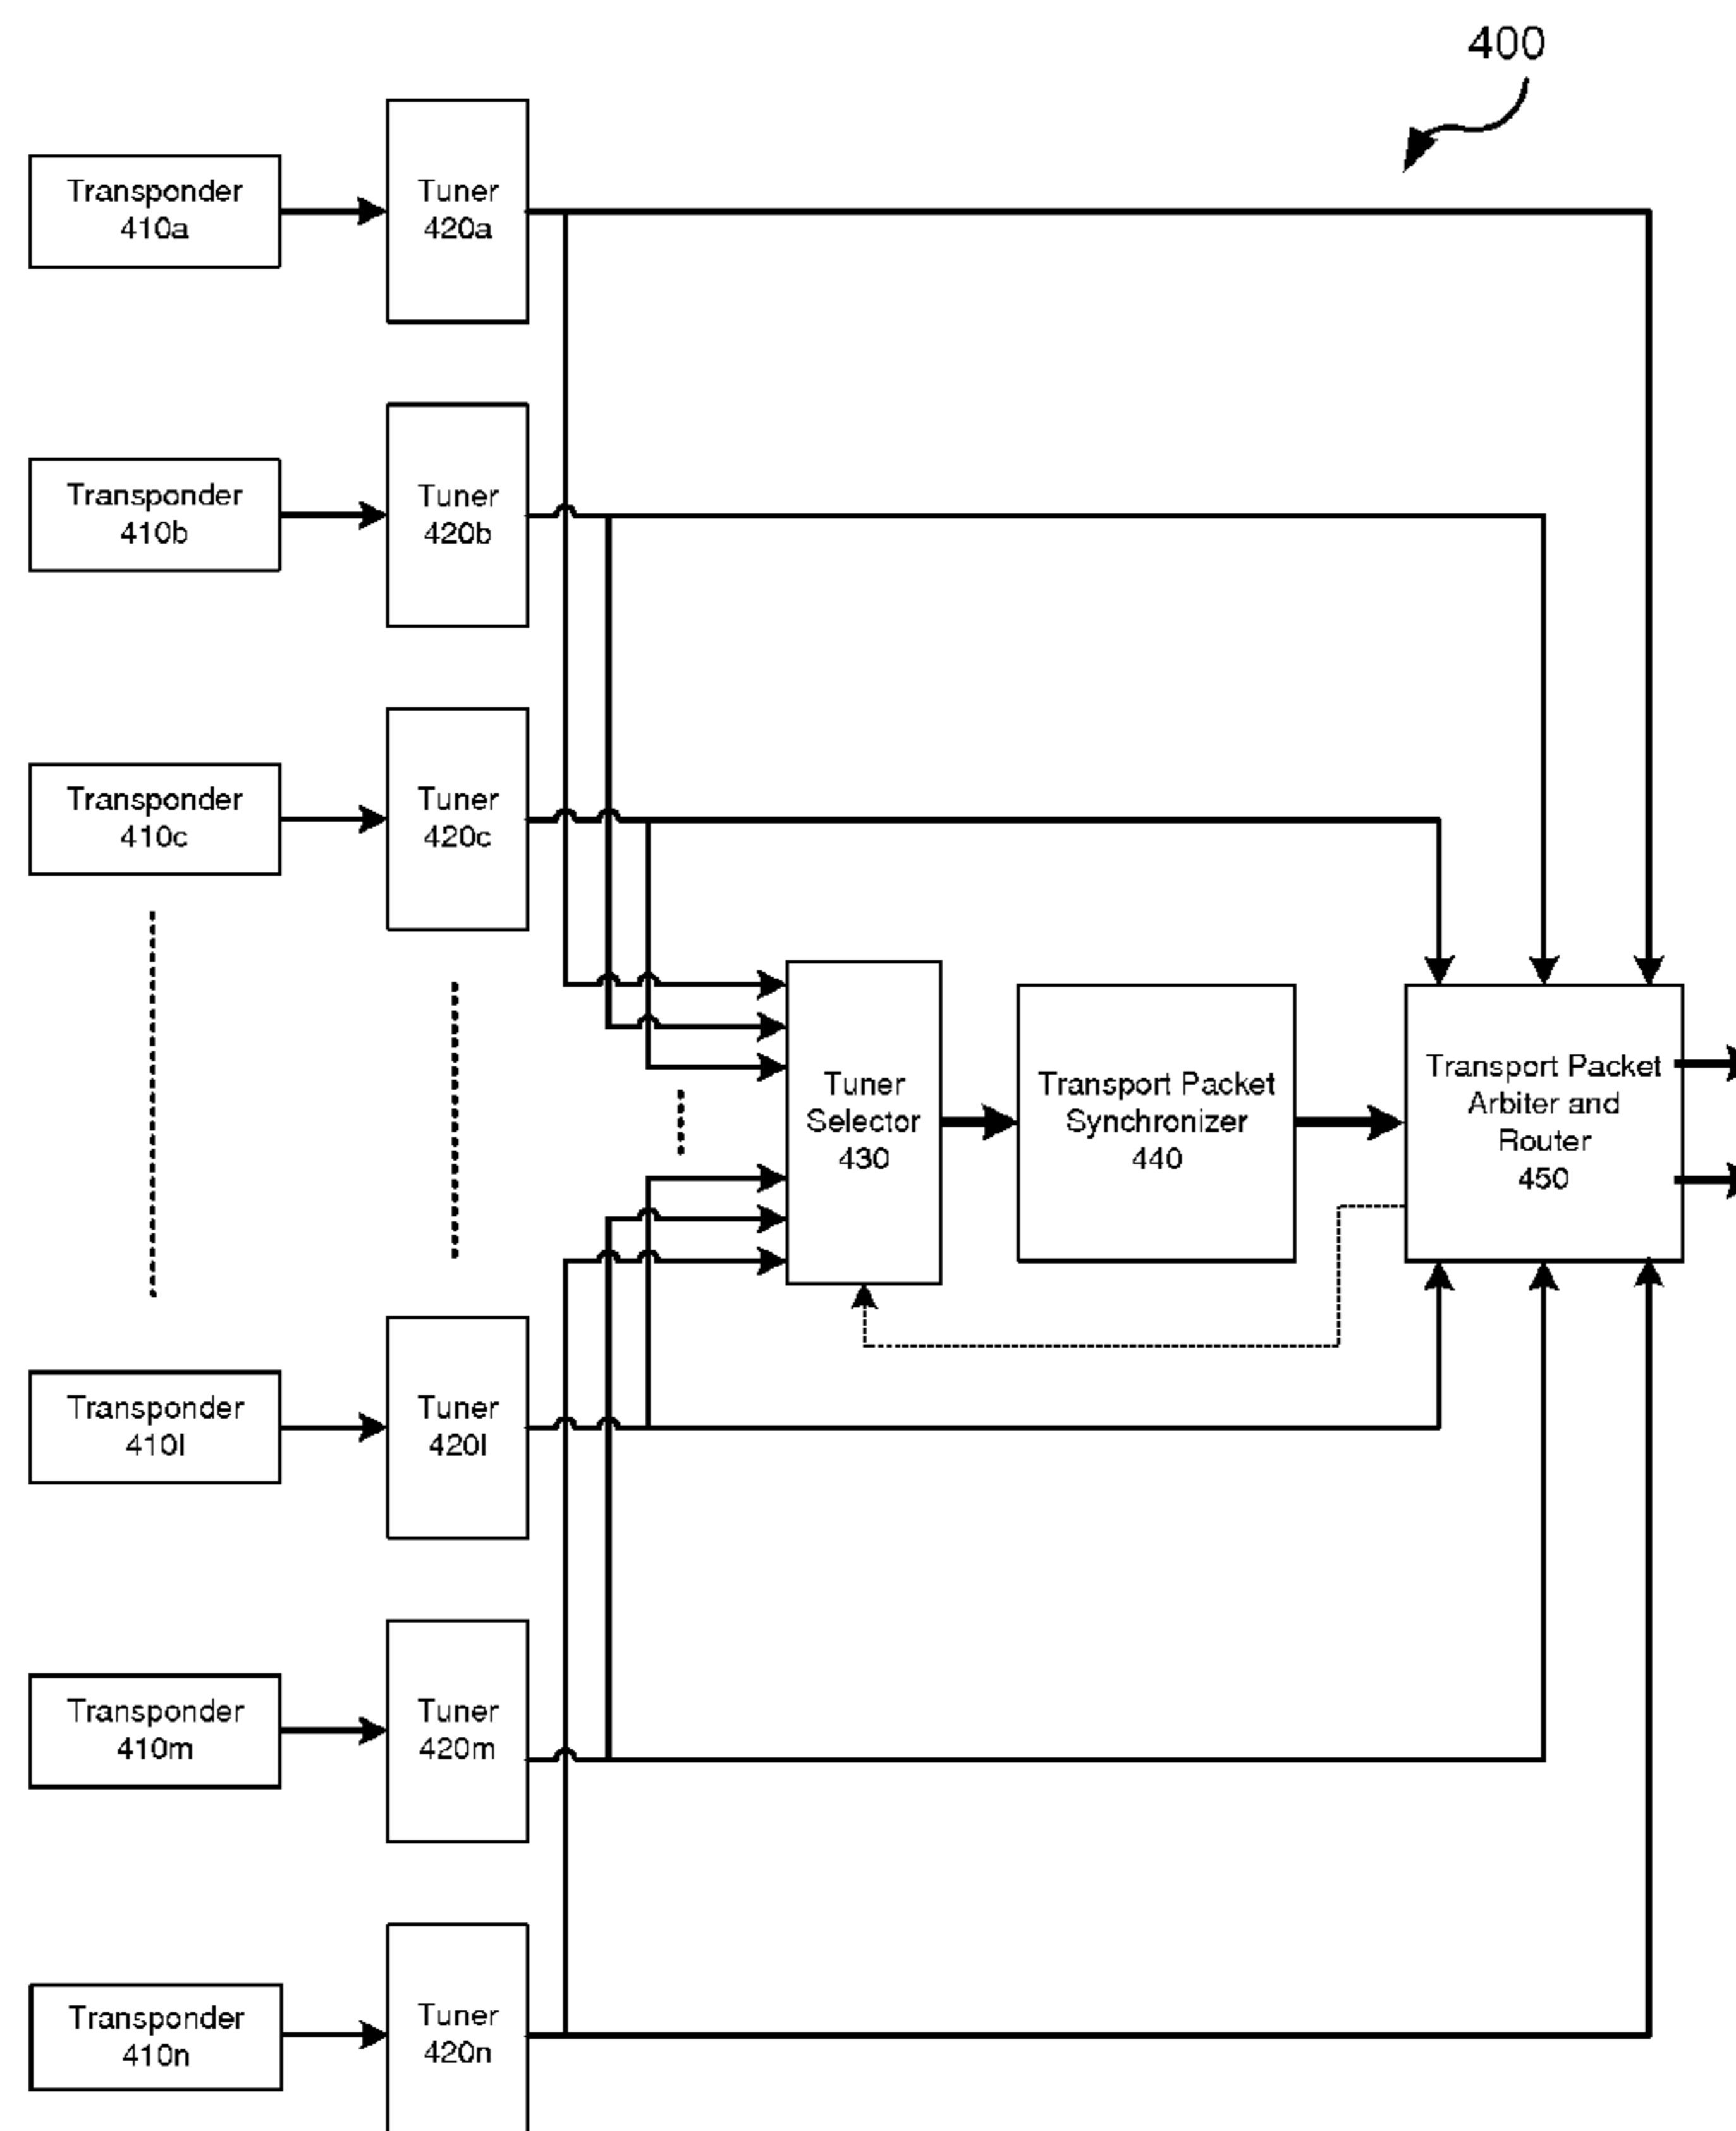 400
Transponder
410a
Tuner
420a
Transponder
410b
Tuner
420b
Transponder
410c
Tuner
420c
Tuner
Selector
430
Transport Packet
Synchronizer
440
Transport Packet
Arbiter and
Router
450
Transponder
410l
Tuner
420l
Transponder
410m
Tuner
420m
Transponder
410n
Tuner
420n